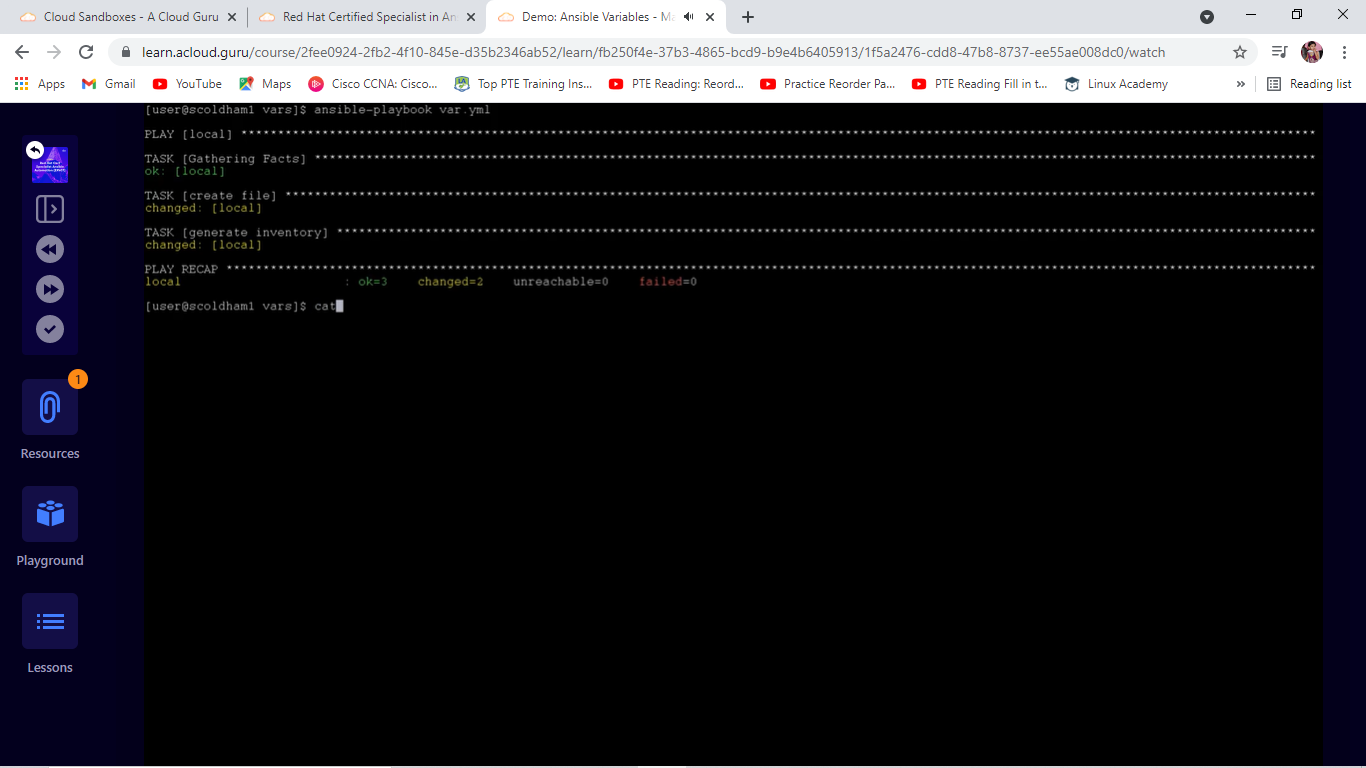 Cloud Sandboxes - A Cloud Guru
Red Hat Certified Specialist in An
Demo: Ansible Variables - Ma
learn.acloud.guru/course/2fee0924-2fb2-4f10-845e-d35b2346ab52/learn/fb250f4e-37b3-4865-bcd9-b9e4b6405913/1f5a2476-cdd8-47b8-8737-ee55ae008dc0/watch
Apps Gmail YouTube Maps Cisco CCNA: Cisco... Top PTE Training Ins... PTE Reading: Reord... Practice Reorder Pa... PTE Reading Fill in t... Linux Academy » Reading list
[user@scoldham1 vars]$ ansible-playbook var.yml
PLAY [local] ****
TASK [Gathering Facts] ****
ok: [local]
TASK [create file] ****
changed: [local]
TASK [generate inventory] ****
changed: [local]
PLAY RECAP ****
local : ok=3 changed=2 unreachable=0 failed=0
[user@scoldham1 vars]$ cat
1
Resources
Playground
Lessons